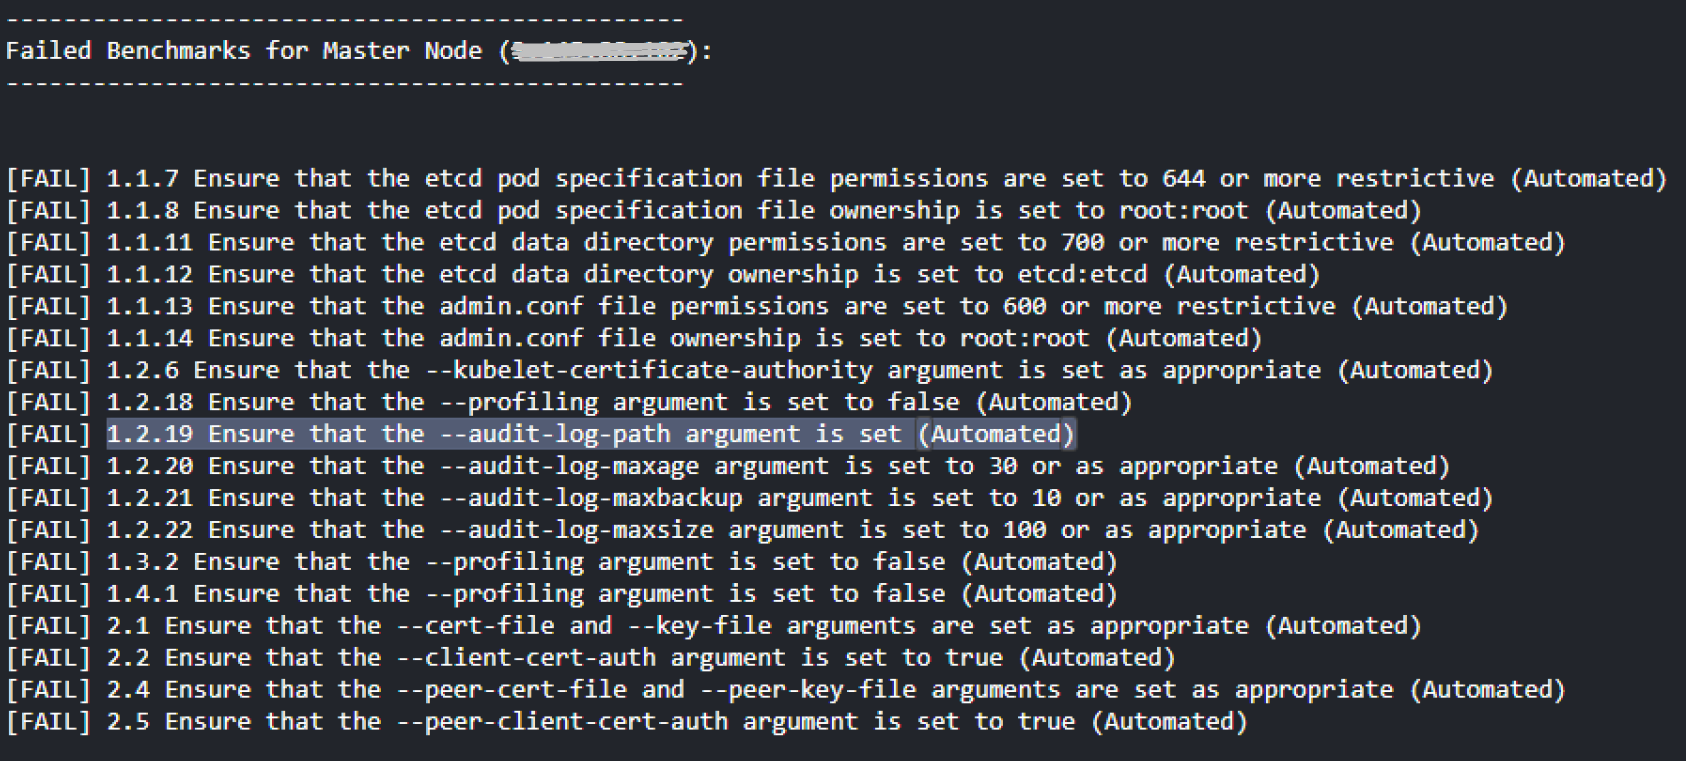 -----------------------------------------------
Failed Benchmarks for Master Node ():
-----------------------------------------------
[FAIL] 1.1.7 Ensure that the etcd pod specification file permissions are set to 644 or more restrictive (Automated)
[FAIL] 1.1.8 Ensure that the etcd pod specification file ownership is set to root:root (Automated)
[FAIL] 1.1.11 Ensure that the etcd data directory permissions are set to 700 or more restrictive (Automated)
[FAIL] 1.1.12 Ensure that the etcd data directory ownership is set to etcd:etcd (Automated)
[FAIL] 1.1.13 Ensure that the admin.conf file permissions are set to 600 or more restrictive (Automated)
[FAIL] 1.1.14 Ensure that the admin.conf file ownership is set to root:root (Automated)
[FAIL] 1.2.6 Ensure that the --kubelet-certificate-authority argument is set as appropriate (Automated)
[FAIL] 1.2.18 Ensure that the --profiling argument is set to false (Automated)
[FAIL] 1.2.19 Ensure that the --audit-log-path argument is set (Automated)
[FAIL] 1.2.20 Ensure that the --audit-log-maxage argument is set to 30 or as appropriate (Automated)
[FAIL] 1.2.21 Ensure that the --audit-log-maxbackup argument is set to 10 or as appropriate (Automated)
[FAIL] 1.2.22 Ensure that the --audit-log-maxsize argument is set to 100 or as appropriate (Automated)
[FAIL] 1.3.2 Ensure that the --profiling argument is set to false (Automated)
[FAIL] 1.4.1 Ensure that the --profiling argument is set to false (Automated)
[FAIL] 2.1 Ensure that the --cert-file and --key-file arguments are set as appropriate (Automated)
[FAIL] 2.2 Ensure that the --client-cert-auth argument is set to true (Automated)
[FAIL] 2.4 Ensure that the --peer-cert-file and --peer-key-file arguments are set as appropriate (Automated)
[FAIL] 2.5 Ensure that the --peer-client-cert-auth argument is set to true (Automated)